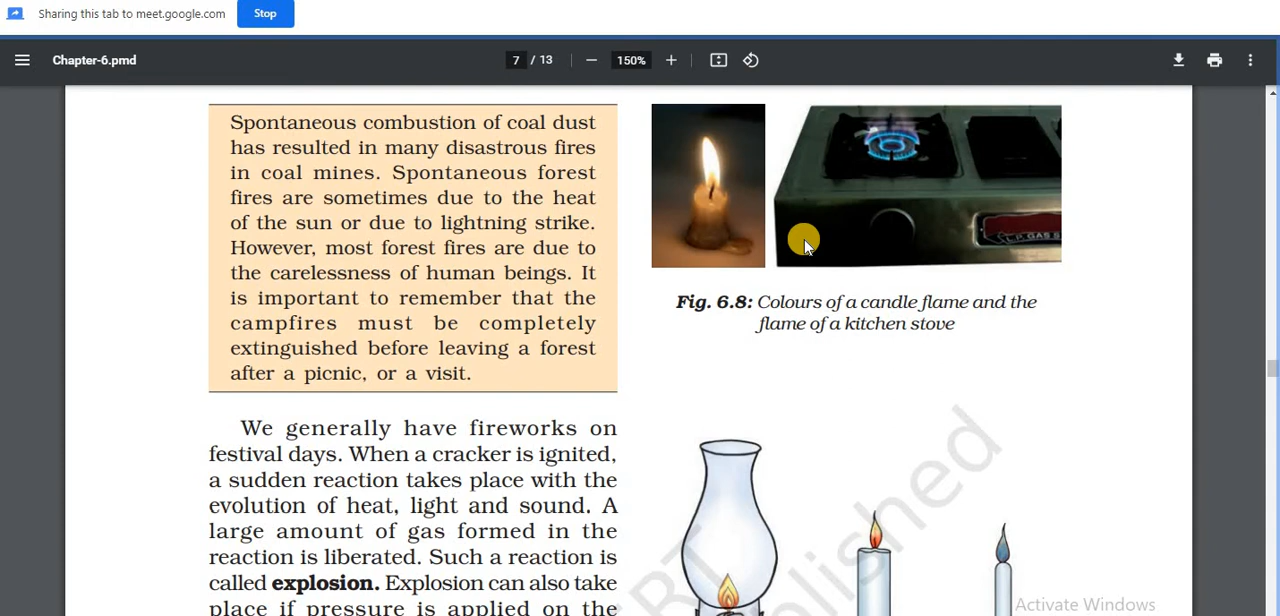 Sharing this tab to meet.google.com
Stop
Chapter-6.pmd
7 / 13
150%
Spontaneous combustion of coal dust
has resulted in many disastrous fires
in coal mines. Spontaneous forest
fires are sometimes due to the heat
of the sun or due to lightning strike.
However, most forest fires are due to
the carelessness of human beings. It
is important to remember that the
campfires must be completely
extinguished before leaving a forest
after a picnic, or a visit.
We generally have fireworks on
festival days. When a cracker is ignited,
a sudden reaction takes place with the
evolution of heat, light and sound. A
large amount of gas formed in the
reaction is liberated. Such a reaction is
called explosion. Explosion can also take
place if pressure is applied on the
Fig. 6.8: Colours of a candle flame and the
flame of a kitchen stove
Activate Windows